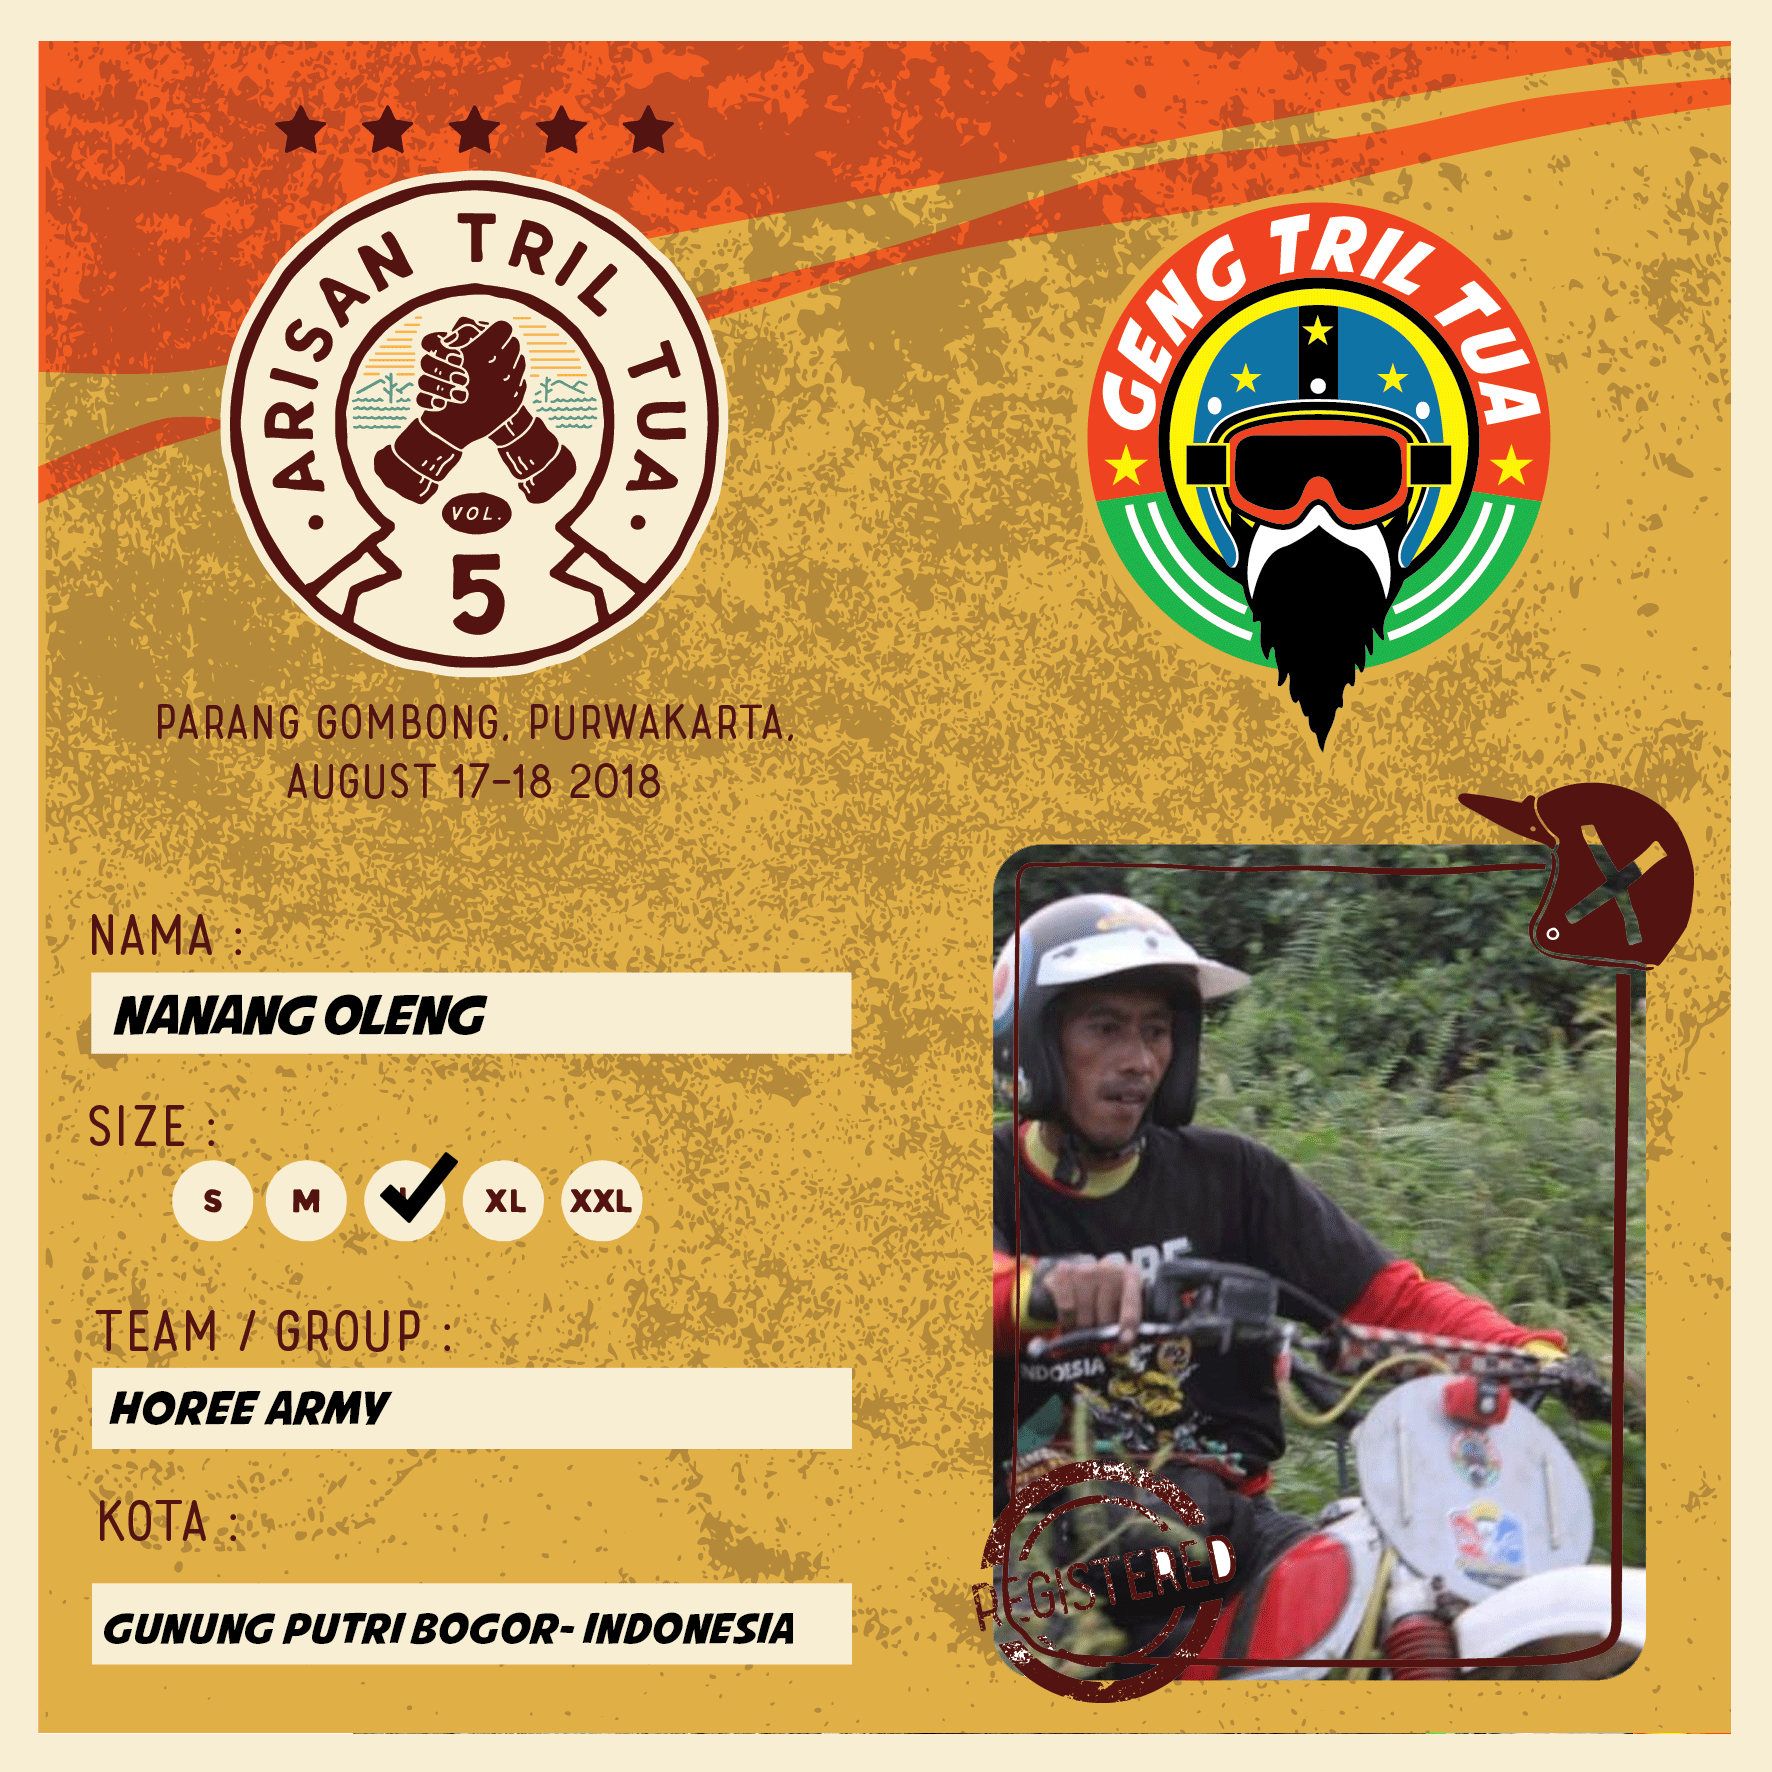 ARISAN TRIL TUA
VOL.
5
GENG TRIL TUA
PARANG GOMBONG, PURWAKARTA,
AUGUST 17-18 2018
NAMA :
NANANG OLENG
SIZE :
S M L XL XXL
TEAM / GROUP :
HOREE ARMY
KOTA :
GUNUNG PUTRI BOGOR- INDONESIA
REGISTERED